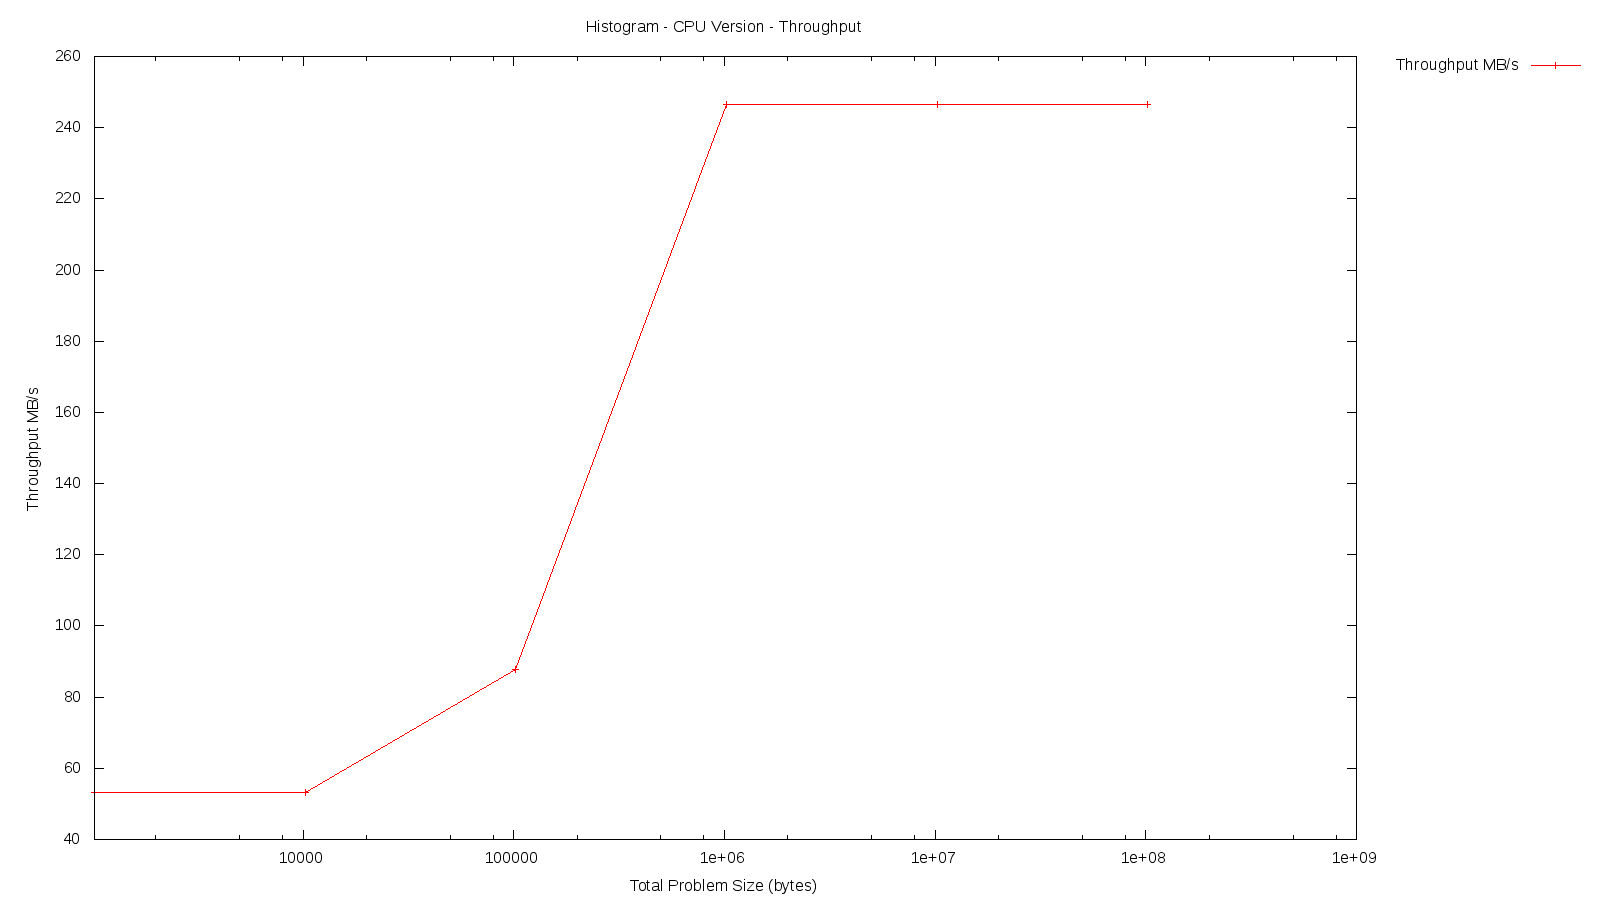 Histogram - CPU Version - Throughput
Throughput MB/s
260
240
220
200
180
160
140
120
100
80
60
40
Throughput MB/s
10000
100000
1e+06
1e+07
1e+08
1e+09
Total Problem Size (bytes)